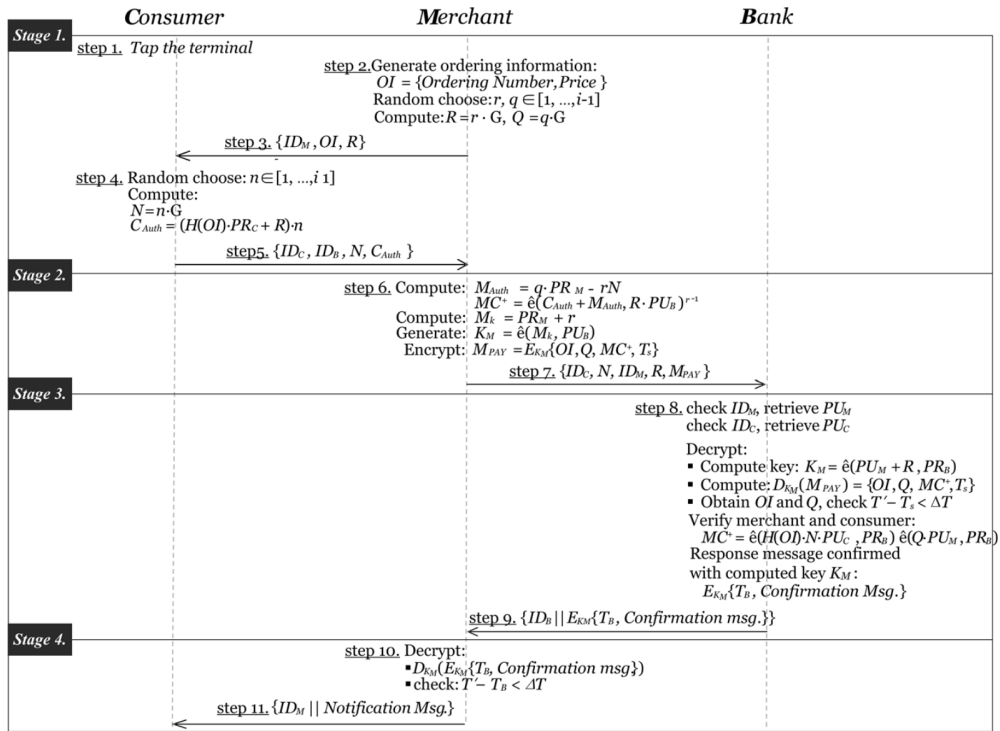 Consumer Merchant Bank
Stage 1.
step 1. Tap the terminal
step 2. Generate ordering information:
OI = {Ordering Number, Price }
Random choose: r, q ∈ [1, ...,i-1]
Compute: R = r · G, Q = q·G
step 3. {ID_M , OI, R}
step 4. Random choose: n ∈ [1, ...,i 1]
Compute:
N = n·G
C_Auth = (H(OI)·PR_C + R)·n
step5. {ID_C , ID_B , N, C_Auth }
Stage 2.
step 6. Compute: M_Auth = q· PR_M - rN
MC⁺ = ê(C_Auth + M_Auth, R· PU_B)^r⁻¹
Compute: M_k = PR_M + r
Generate: K_M = ê(M_k, PU_B)
Encrypt: M_PAY = E_KM{OI, Q, MC⁺, T_s}
step 7. {ID_C, N, ID_M, R, M_PAY }
Stage 3.
step 8. check ID_M, retrieve PU_M
check ID_C, retrieve PU_C
Decrypt:
▪ Compute key: K_M = ê(PU_M + R , PR_B)
▪ Compute: D_KM(M_PAY) = {OI, Q, MC⁺, T_s}
▪ Obtain OI and Q, check T′− T_s < ΔT
Verify merchant and consumer:
MC⁺ = ê(H(OI)·N·PU_C , PR_B) ê(Q·PU_M, PR_B)
Response message confirmed
with computed key K_M :
E_KM{T_B , Confirmation Msg.}
step 9. {ID_B || E_KM{T_B , Confirmation msg.}}
Stage 4.
step 10. Decrypt:
▪ D_KM(E_KM{T_B, Confirmation msg.})
▪ check: T′− T_B < ΔT
step 11. {ID_M || Notification Msg.}